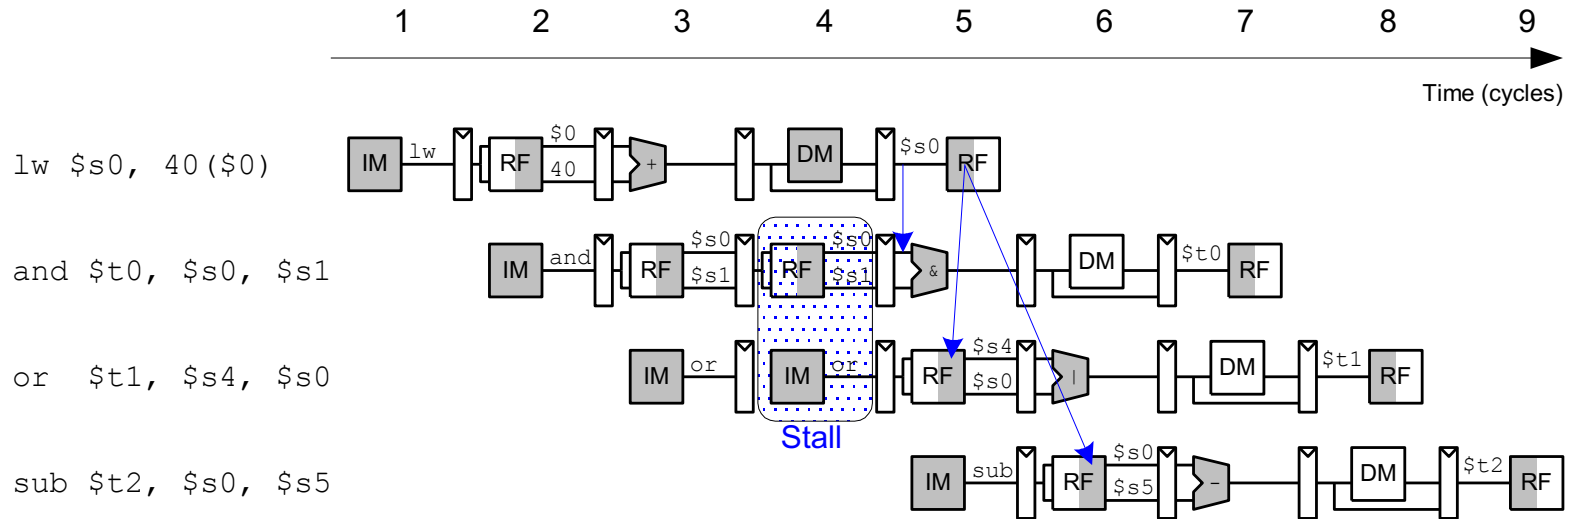 1 2 3 4 5 6 7 8 9
Time (cycles)
lw $s0, 40($0)
IM lw RF $0 40 + DM $s0 RF
and $t0, $s0, $s1
IM and RF $s0 $s1 RF $s0 $s1 & DM $t0 RF
or $t1, $s4, $s0
IM or IM or RF $s4 $s0 | DM $t1 RF
Stall
sub $t2, $s0, $s5
IM sub RF $s0 $s5 - DM $t2 RF